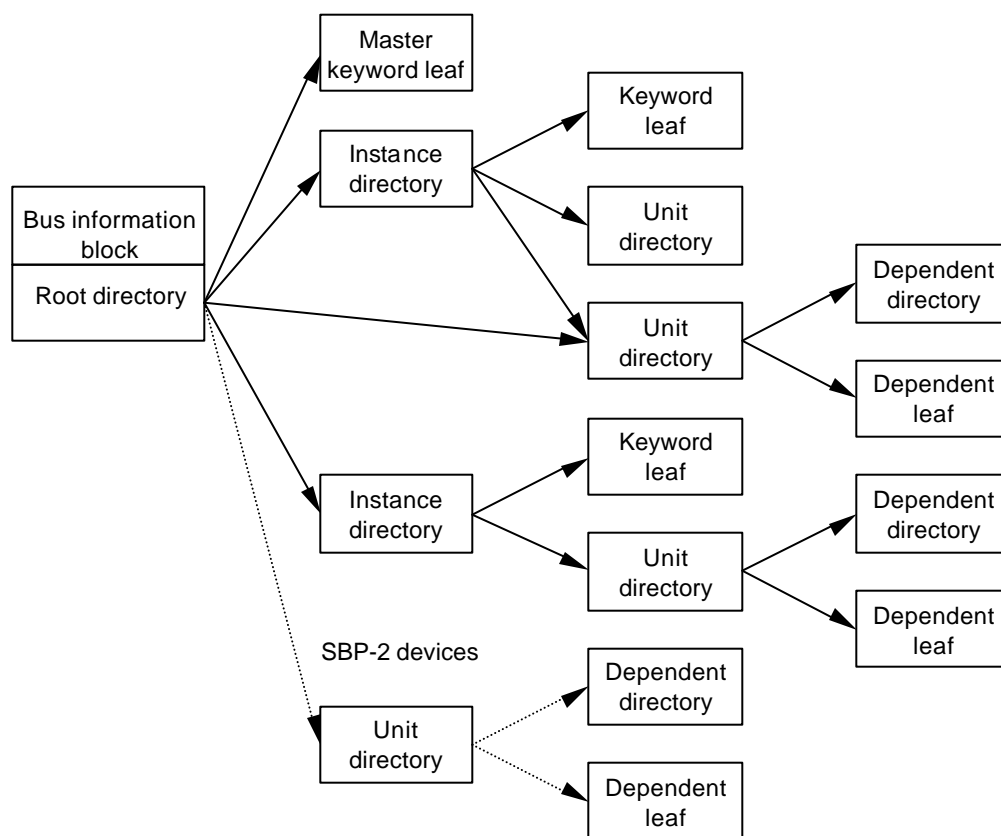 Master
keyword leaf
Keyword
leaf
Instance
directory
Unit
directory
Bus information
block
Root directory
Dependent
directory
Unit
directory
Dependent
leaf
Keyword
leaf
Instance
directory
Dependent
directory
Unit
directory
Dependent
leaf
SBP-2 devices
Dependent
directory
Unit
directory
Dependent
leaf